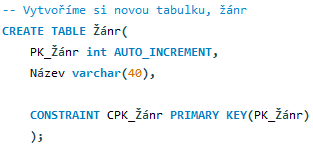 -- Vytvoříme si novou tabulku, žánr
CREATE TABLE Žánr(
PK_Žánr int AUTO_INCREMENT,
Název varchar(40),
CONSTRAINT CPK_Žánr PRIMARY KEY(PK_Žánr)
);